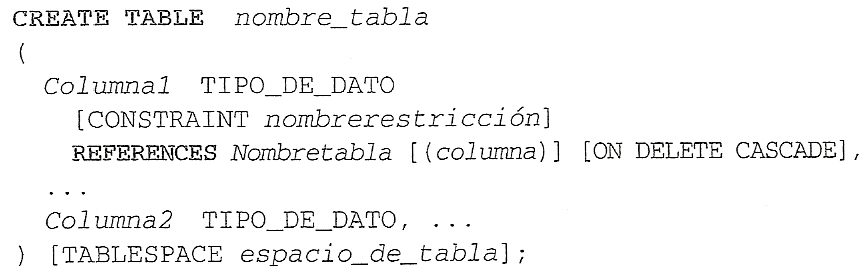 CREATE TABLE nombre_tabla
(
Columna1 TIPO_DE_DATO
[CONSTRAINT nombrerestricción]
REFERENCES Nombretabla [(columna)] [ON DELETE CASCADE],
...
Columna2 TIPO_DE_DATO, ...
) [TABLESPACE espacio_de_tabla];